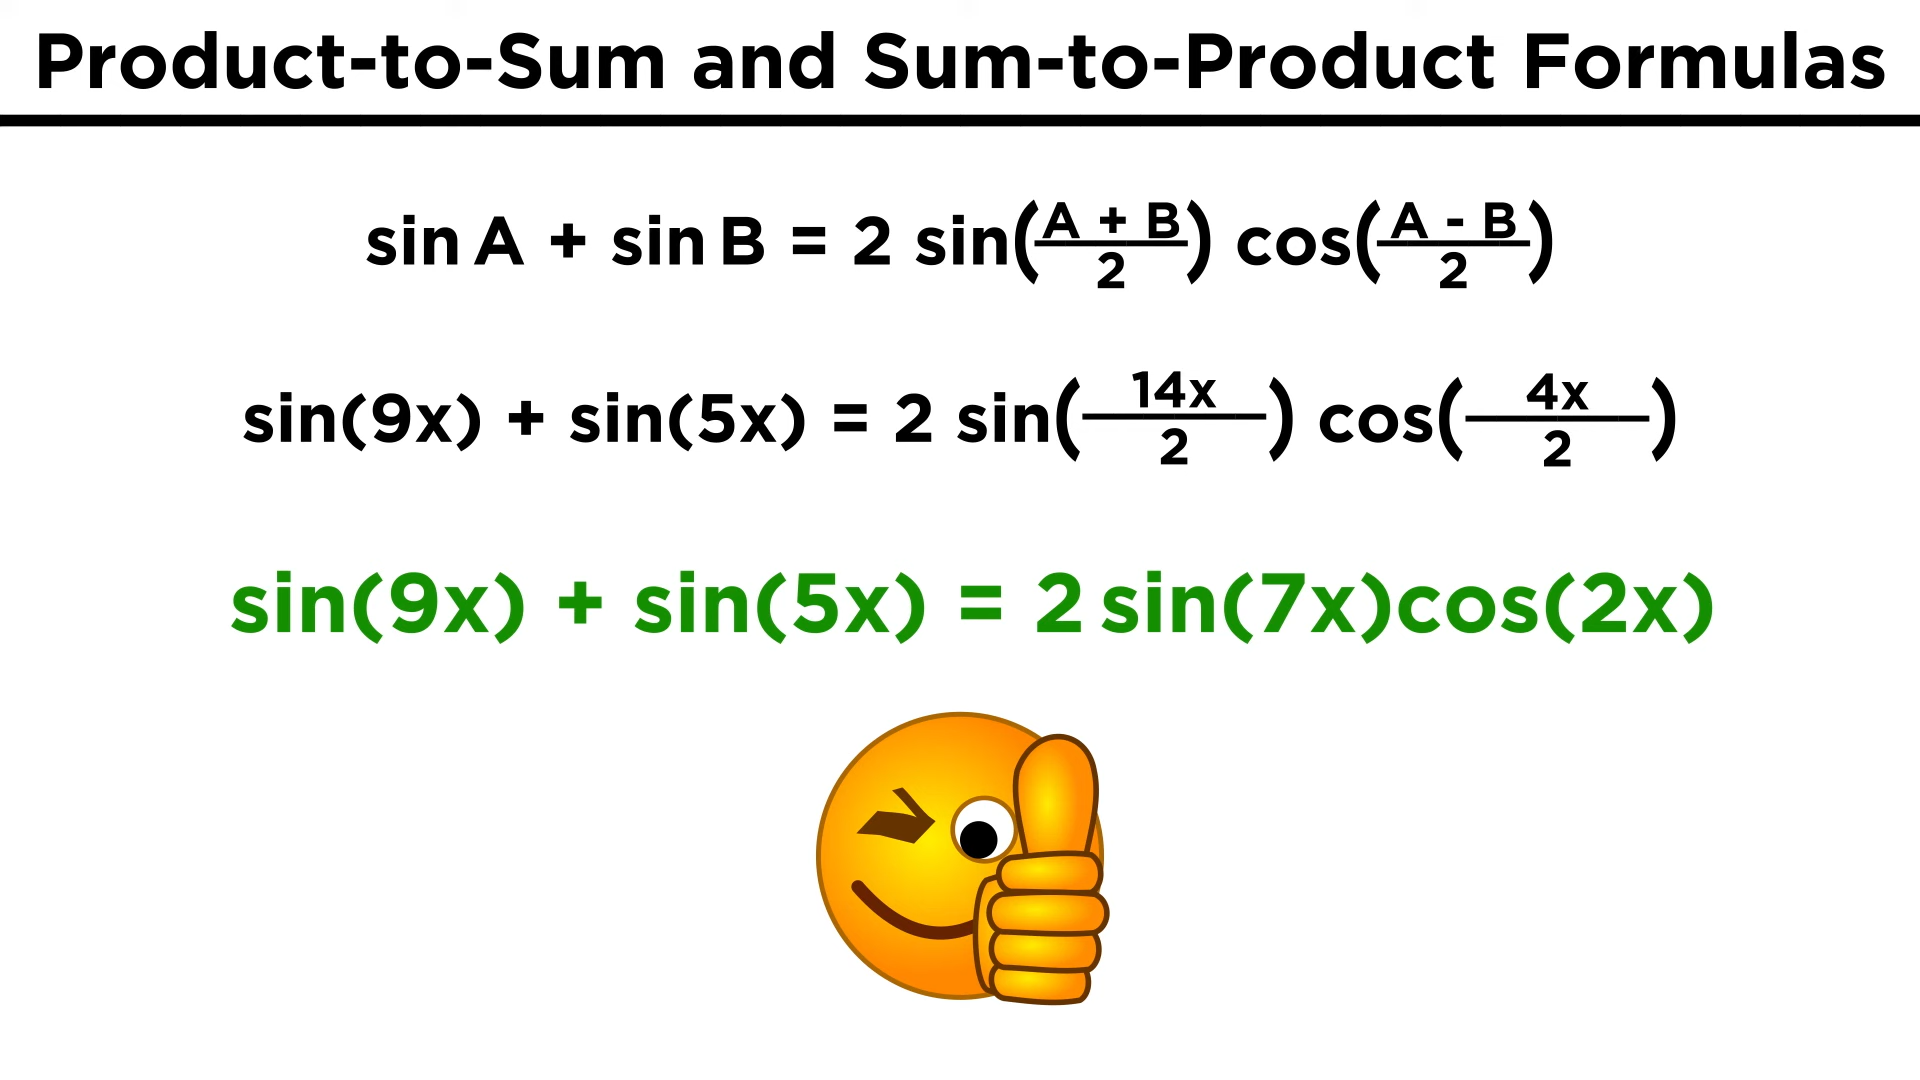 Product-to-Sum and Sum-to-Product Formulas
sin A + sin B = 2 sin(A + B / 2) cos(A - B / 2)
sin(9x) + sin(5x) = 2 sin(14x / 2) cos(4x / 2)
sin(9x) + sin(5x) = 2 sin(7x)cos(2x)